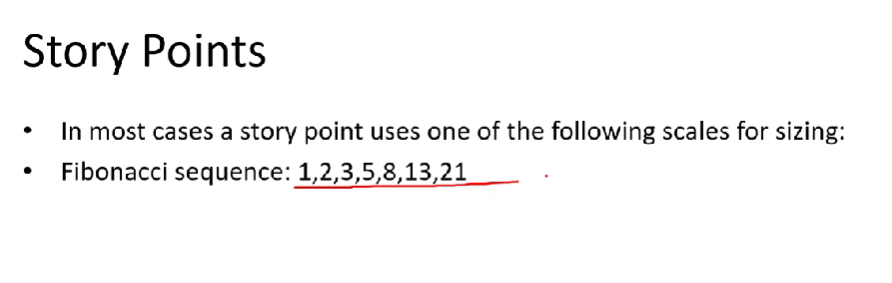 Story Points
• In most cases a story point uses one of the following scales for sizing:
• Fibonacci sequence: 1,2,3,5,8,13,21